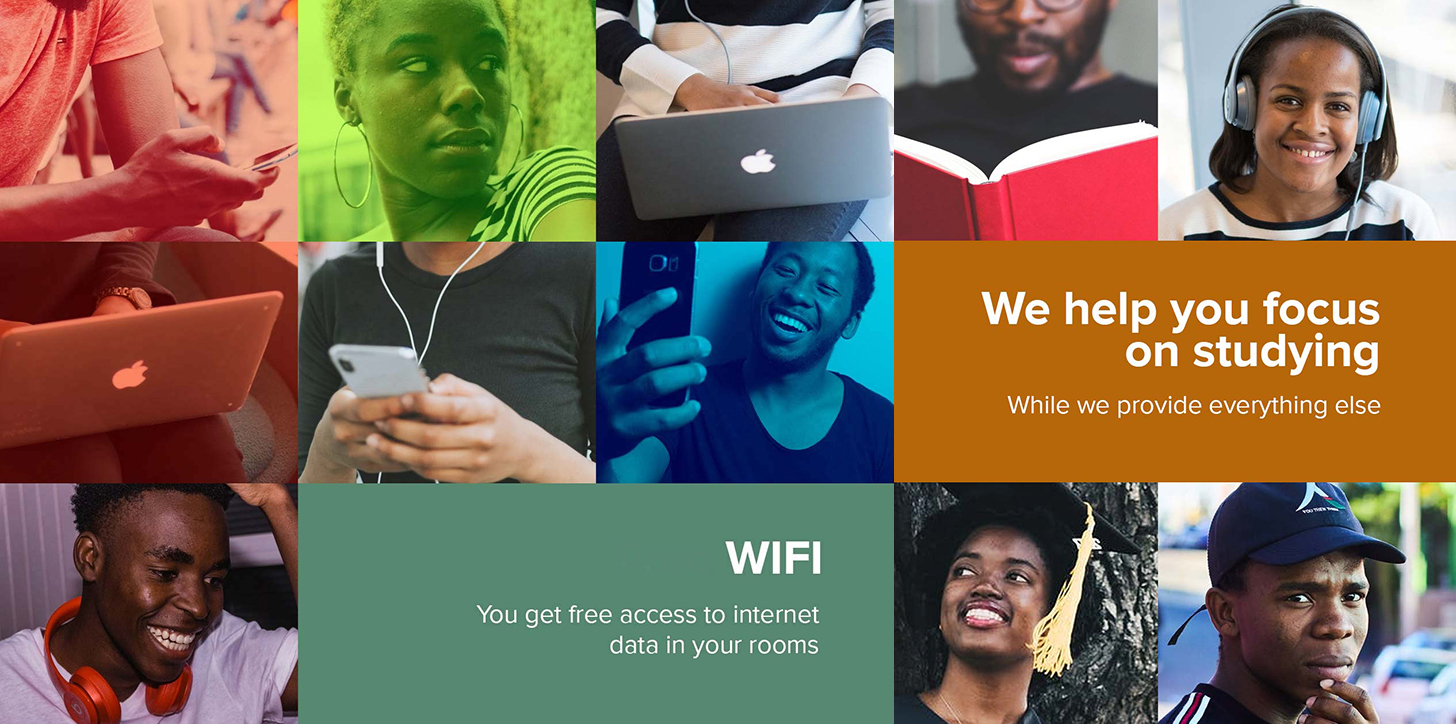 We help you focus
on studying
While we provide everything else
WIFI
You get free access to internet
data in your rooms